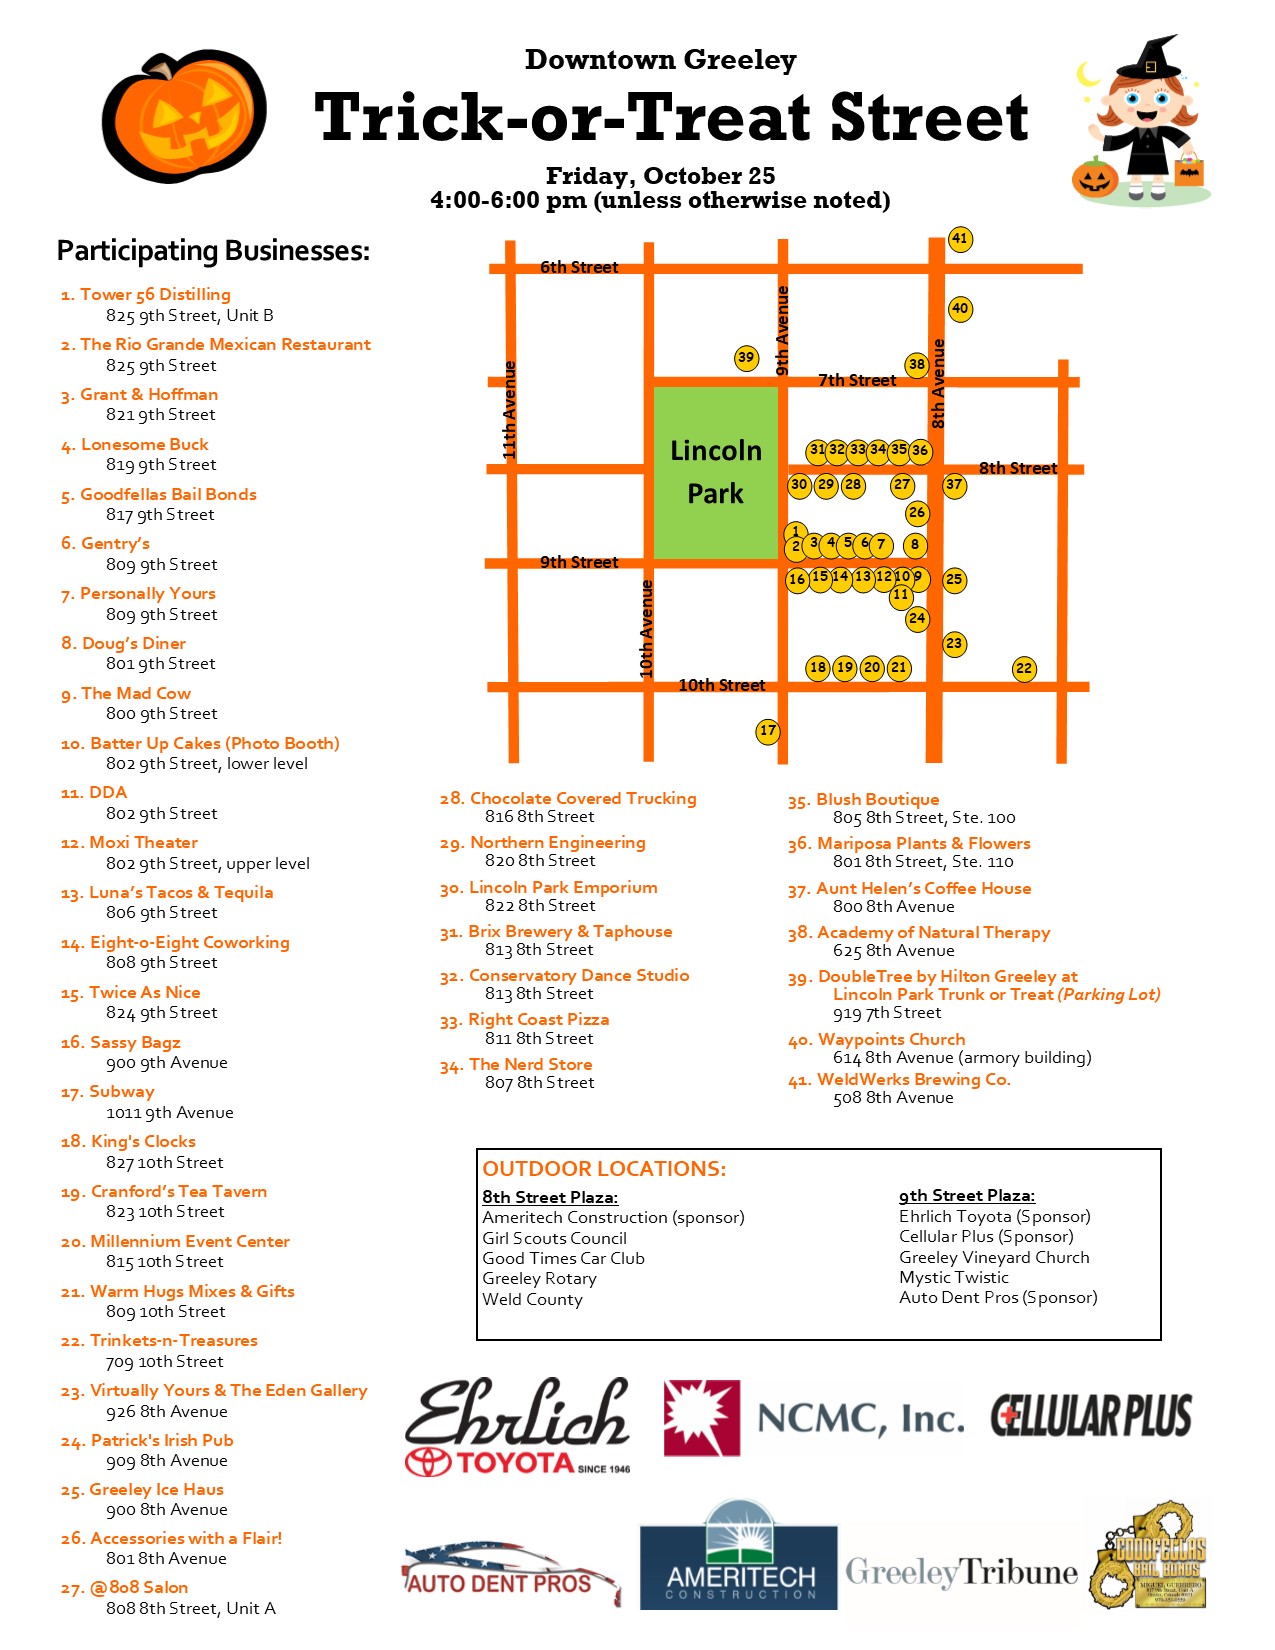 Downtown Greeley
Trick-or-Treat Street
Friday, October 25
4:00-6:00 pm (unless otherwise noted)
Participating Businesses:
1. Tower 56 Distilling
825 9th Street, Unit B
2. The Rio Grande Mexican Restaurant
825 9th Street
3. Grant & Hoffman
821 9th Street
4. Lonesome Buck
819 9th Street
5. Goodfellas Bail Bonds
817 9th Street
6. Gentry's
809 9th Street
7. Personally Yours
809 9th Street
8. Doug's Diner
801 9th Street
9. The Mad Cow
800 9th Street
10. Batter Up Cakes (Photo Booth)
802 9th Street, lower level
11. DDA
802 9th Street
12. Moxi Theater
802 9th Street, upper level
13. Luna's Tacos & Tequila
806 9th Street
14. Eight-o-Eight Coworking
808 9th Street
15. Twice As Nice
824 9th Street
16. Sassy Bagz
900 9th Avenue
17. Subway
1011 9th Avenue
18. King's Clocks
827 10th Street
19. Cranford's Tea Tavern
823 10th Street
20. Millennium Event Center
815 10th Street
21. Warm Hugs Mixes & Gifts
809 10th Street
22. Trinkets-n-Treasures
709 10th Street
23. Virtually Yours & The Eden Gallery
926 8th Avenue
24. Patrick's Irish Pub
909 8th Avenue
25. Greeley Ice Haus
900 8th Avenue
26. Accessories with a Flair!
801 8th Avenue
27. @808 Salon
808 8th Street, Unit A
41
6th Street
40
9th Avenue
39
38
8th Avenue
7th Street
11th Avenue
Lincoln
Park
31 32 33 34 35 36
8th Street
30 29 28 27 37
26
1
2 3 4 5 6 7 8
9th Street
16 15 14 13 12 10 9 25
11
10th Avenue
24
23
18 19 20 21 22
10th Street
17
28. Chocolate Covered Trucking
816 8th Street
29. Northern Engineering
820 8th Street
30. Lincoln Park Emporium
822 8th Street
31. Brix Brewery & Taphouse
813 8th Street
32. Conservatory Dance Studio
813 8th Street
33. Right Coast Pizza
811 8th Street
34. The Nerd Store
807 8th Street
35. Blush Boutique
805 8th Street, Ste. 100
36. Mariposa Plants & Flowers
801 8th Street, Ste. 110
37. Aunt Helen's Coffee House
800 8th Avenue
38. Academy of Natural Therapy
625 8th Avenue
39. DoubleTree by Hilton Greeley at
Lincoln Park Trunk or Treat (Parking Lot)
919 7th Street
40. Waypoints Church
614 8th Avenue (armory building)
41. WeldWerks Brewing Co.
508 8th Avenue
OUTDOOR LOCATIONS:
8th Street Plaza:
Ameritech Construction (sponsor)
Girl Scouts Council
Good Times Car Club
Greeley Rotary
Weld County
9th Street Plaza:
Ehrlich Toyota (Sponsor)
Cellular Plus (Sponsor)
Greeley Vineyard Church
Mystic Twistic
Auto Dent Pros (Sponsor)
Ehrlich
TOYOTA SINCE 1946
NCMC, Inc.
CELLULAR PLUS
AUTO DENT PROS
AMERITECH
CONSTRUCTION
GreeleyTribune
GOODFELLAS
BAIL BONDS
MIGUEL GUERRERO